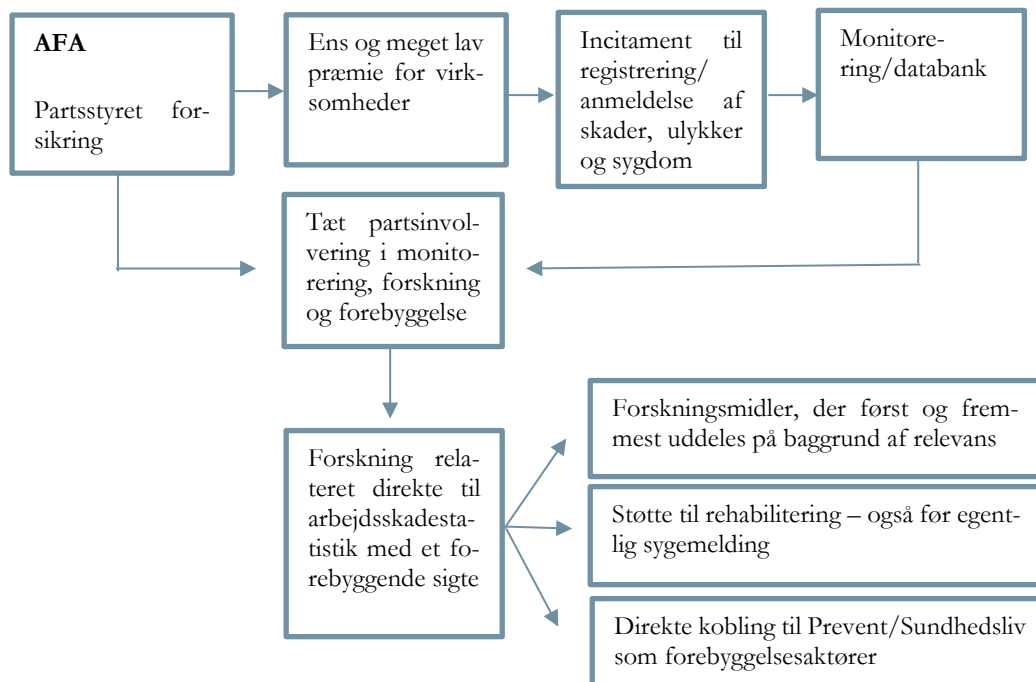 AFA
Partsstyret for-
sikring
Ens og meget lav
præmie for virk-
somheder
Incitament til
registrering/
anmeldelse af
skader, ulykker
og sygdom
Monitore-
ring/databank
Tæt partsinvol-
vering i monito-
rering, forskning
og forebyggelse
Forskning rela-
teret direkte til
arbejdsskadesta-
tistik med et fo-
rebyggende sigte
Forskningsmidler, der først og frem-
mest uddeles på baggrund af relevans
Støtte til rehabilitering – også før egent-
lig sygemelding
Direkte kobling til Prevent/Sundhedsliv
som forebyggelsesaktører